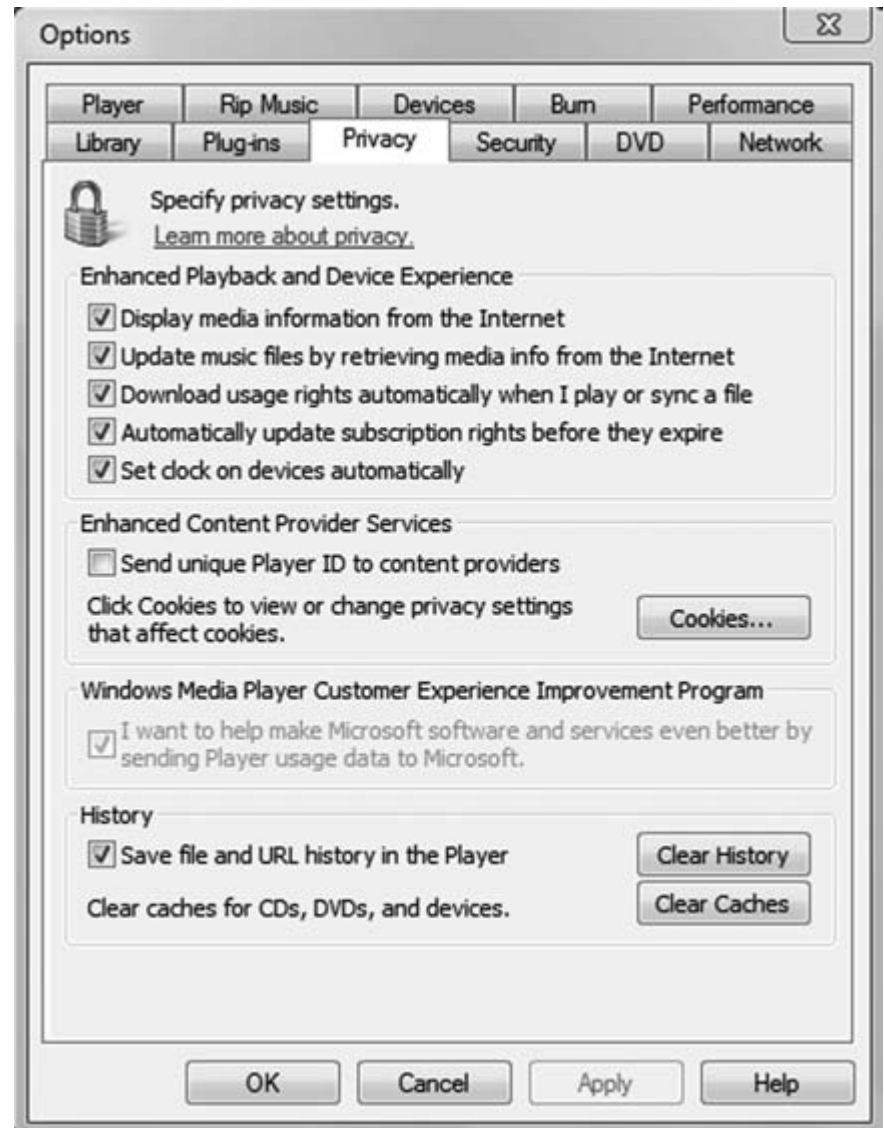 Options
Player Rip Music Devices Burn Performance
Library Plug-ins Privacy Security DVD Network
Specify privacy settings.
Learn more about privacy.
Enhanced Playback and Device Experience
Display media information from the Internet
Update music files by retrieving media info from the Internet
Download usage rights automatically when I play or sync a file
Automatically update subscription rights before they expire
Set clock on devices automatically
Enhanced Content Provider Services
Send unique Player ID to content providers
Click Cookies to view or change privacy settings
that affect cookies.
Cookies...
Windows Media Player Customer Experience Improvement Program
I want to help make Microsoft software and services even better by
sending Player usage data to Microsoft.
History
Save file and URL history in the Player
Clear History
Clear caches for CDs, DVDs, and devices.
Clear Caches
OK Cancel Apply Help